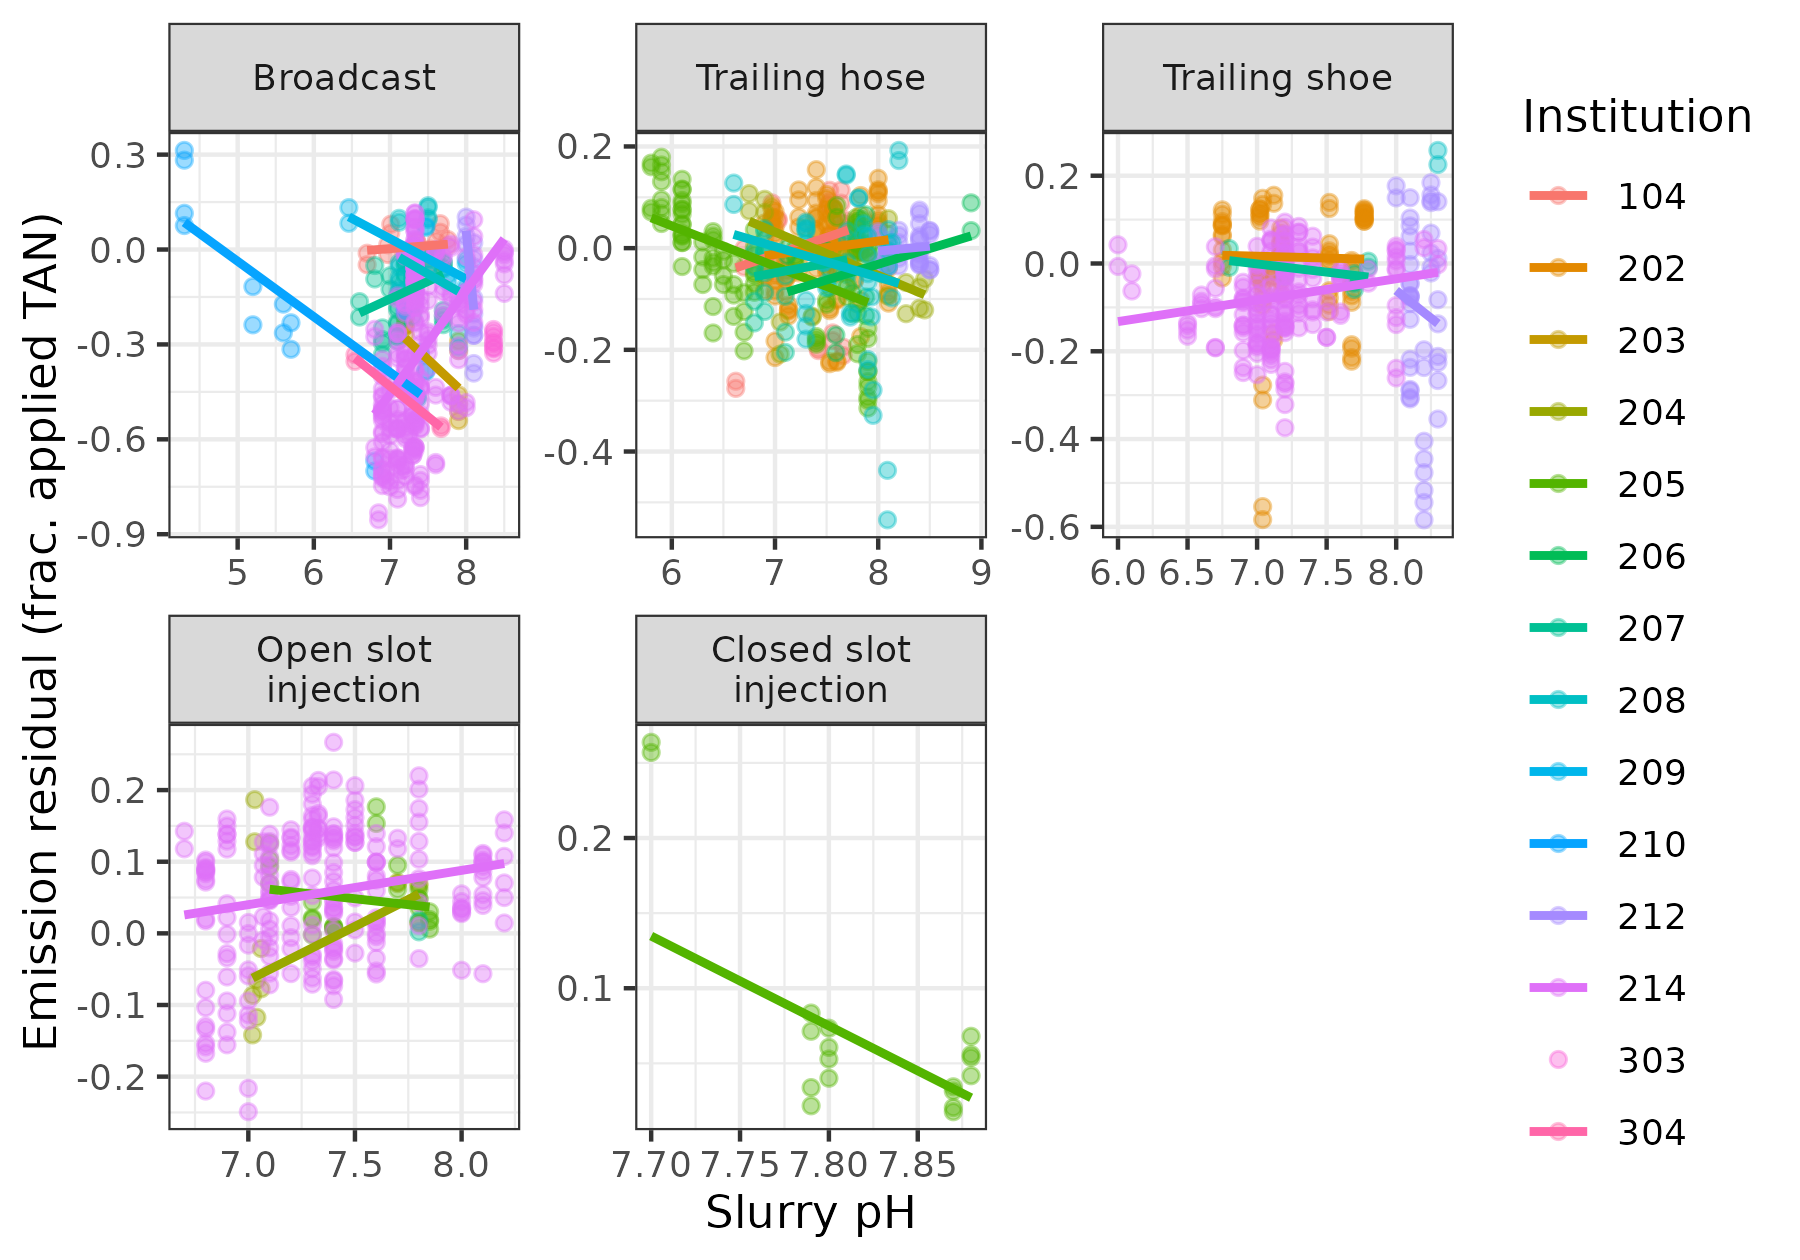 Broadcast
Trailing hose
Trailing shoe
Institution
104
202
203
204
205
206
207
208
209
210
212
214
303
304
Emission residual (frac. applied TAN)
0.3
0.0
-0.3
-0.6
-0.9
5 6 7 8
0.2
0.0
-0.2
-0.4
6 7 8 9
0.2
0.0
-0.2
-0.4
-0.6
6.0 6.5 7.0 7.5 8.0
Open slot
injection
0.2
0.1
0.0
-0.1
-0.2
7.0 7.5 8.0
Closed slot
injection
0.2
0.1
7.70 7.75 7.80 7.85
Slurry pH